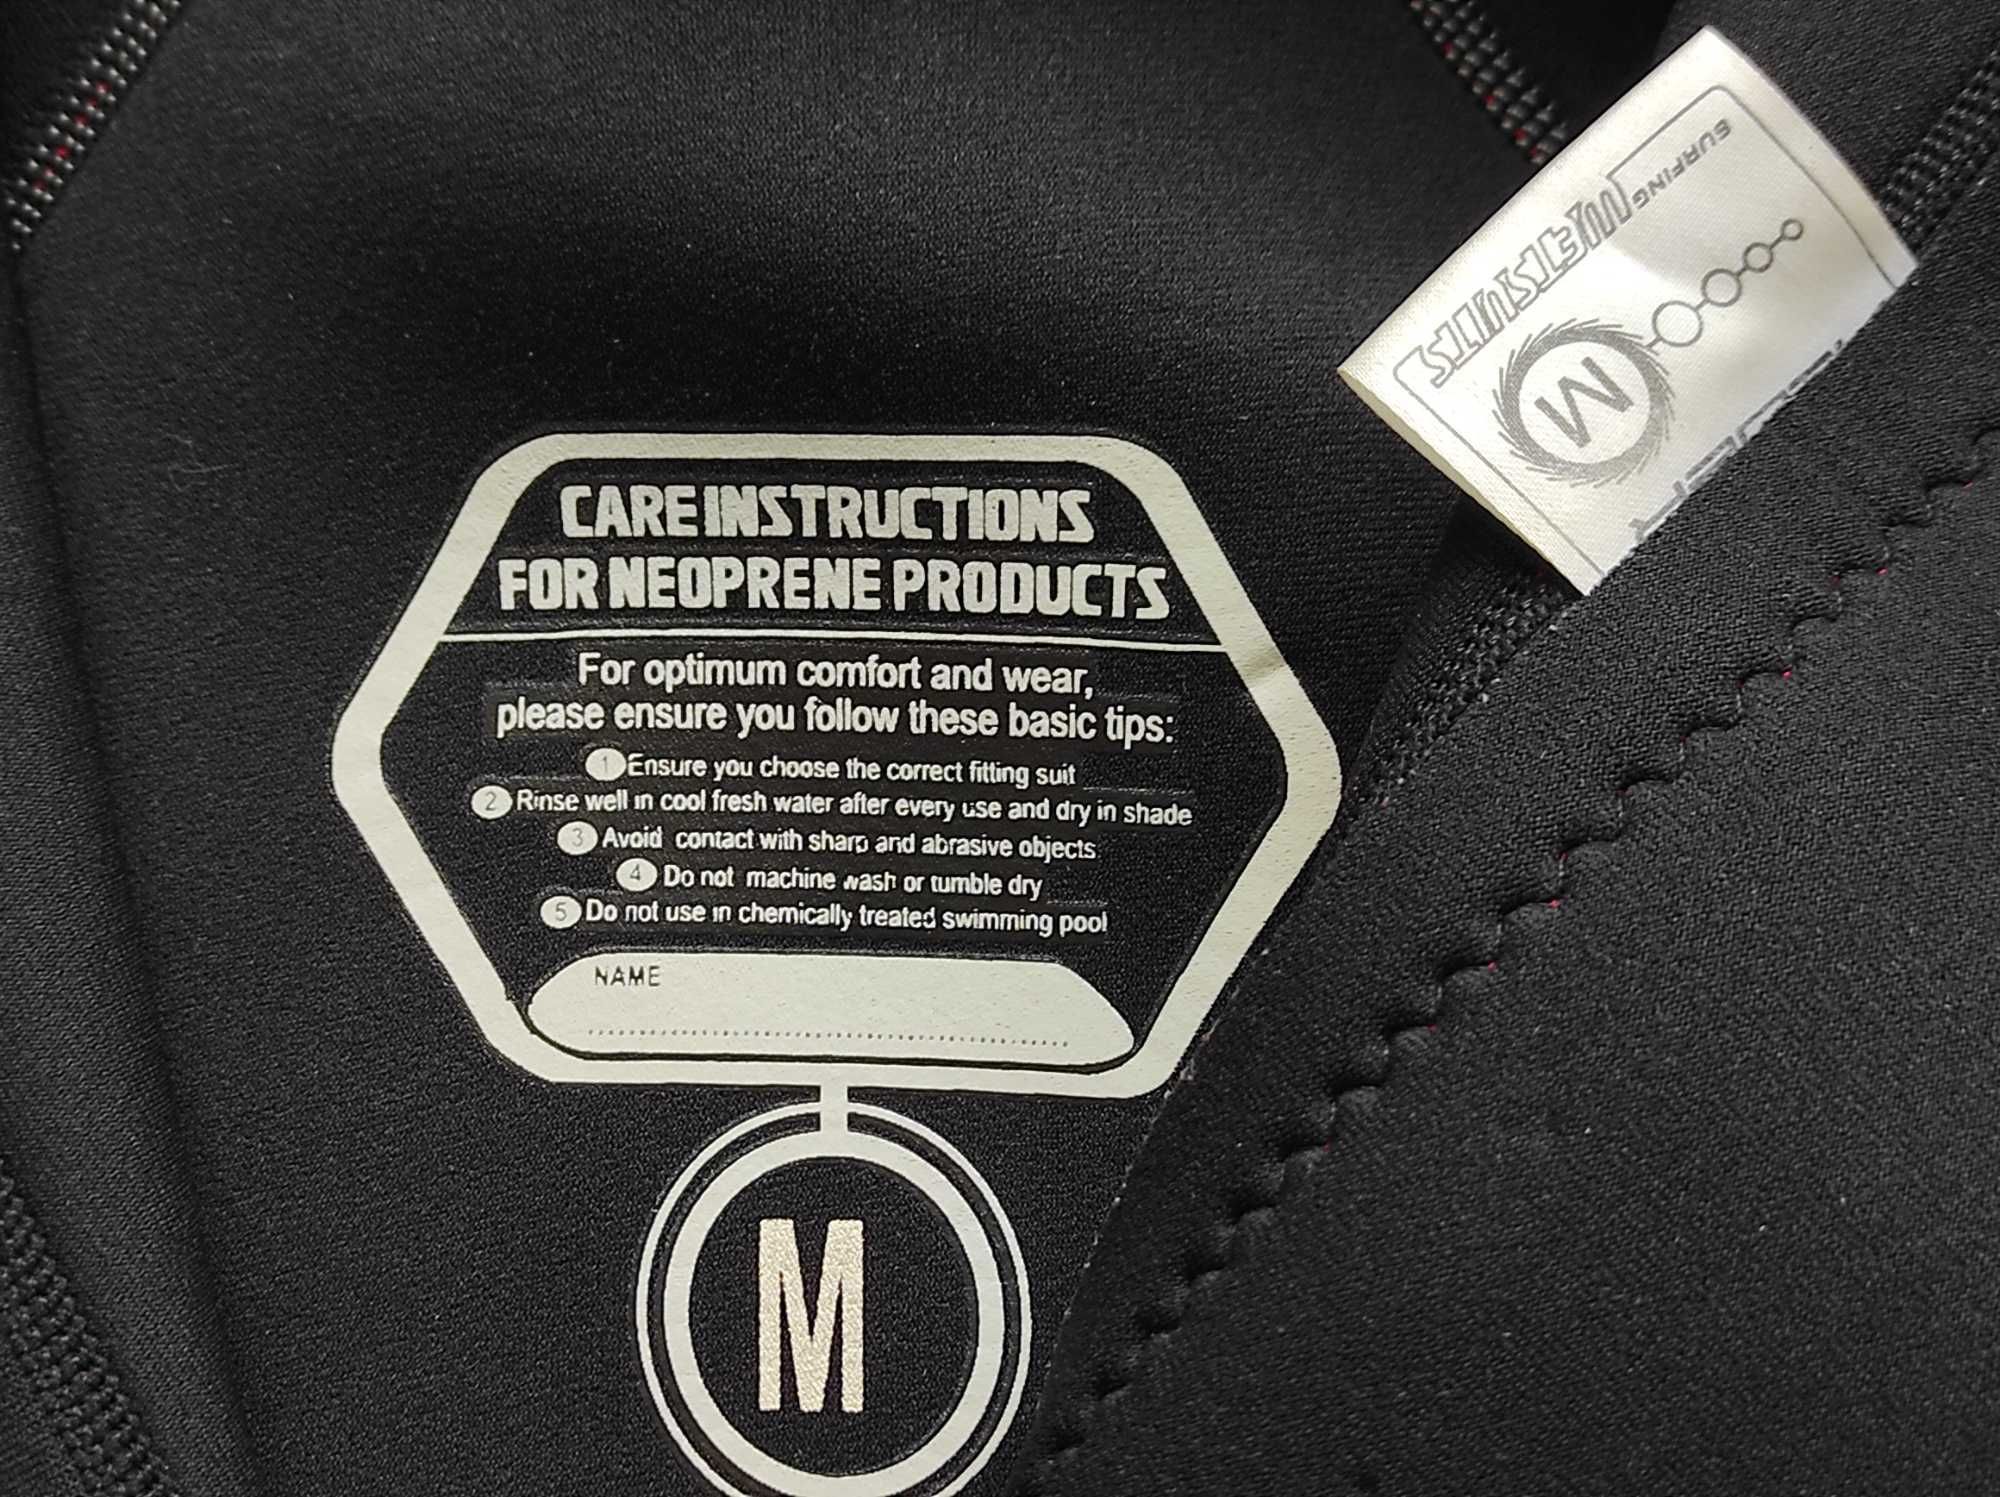 SURFING
WETSUITS
M
CARE INSTRUCTIONS
FOR NEOPRENE PRODUCTS
For optimum comfort and wear,
please ensure you follow these basic tips:
1 Ensure you choose the correct fitting suit
2 Rinse well in cool fresh water after every use and dry in shade
3 Avoid contact with sharp and abrasive objects
4 Do not machine wash or tumble dry
5 Do not use in chemically treated swimming pool
NAME
M